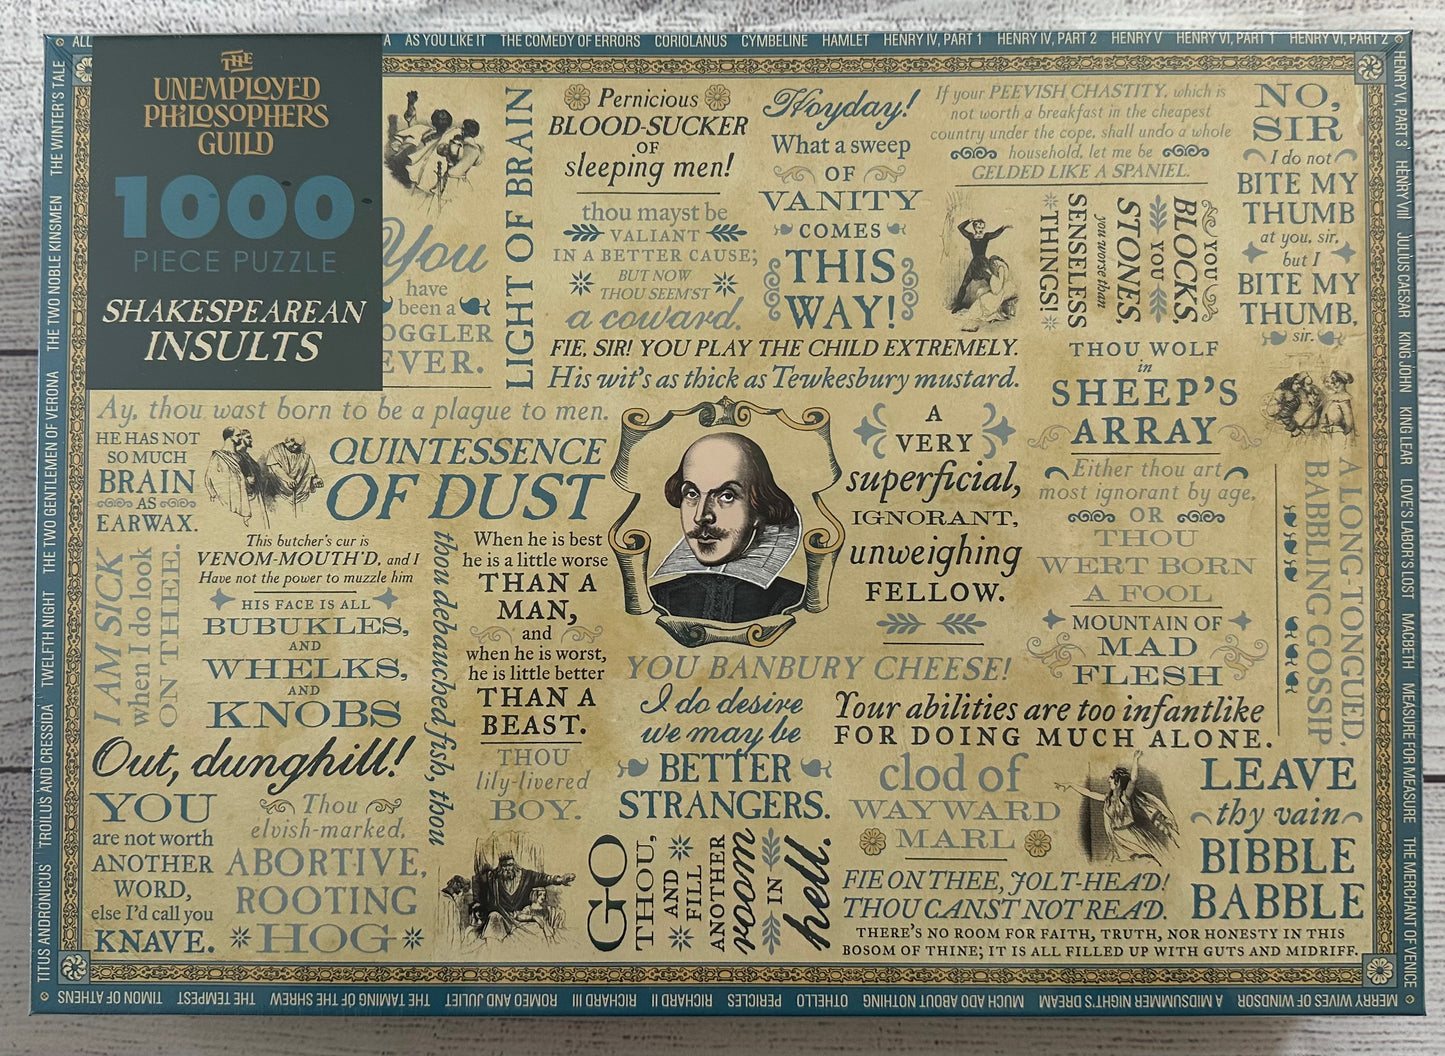 ALL
A AS YOU LIKE IT THE COMEDY OF ERRORS CORIOLANUS CYMBELINE HAMLET HENRY IV, PART 1 HENRY IV, PART 2 HENRY V HENRY VI, PART 1 HENRY VI, PART 2
HENRY VI, PART 3 HENRY VIII JULIUS CAESAR KING JOHN KING LEAR LOVE'S LABOR'S LOST MACBETH MEASURE FOR MEASURE THE MERCHANT OF VENICE
MERRY WIVES OF WINDSOR A MIDSUMMER NIGHT'S DREAM MUCH ADO ABOUT NOTHING OTHELLO PERICLES RICHARD II RICHARD III ROMEO AND JULIET THE TAMING OF THE SHREW THE TEMPEST TIMON OF ATHENS
TITUS ANDRONICUS TROILUS AND CRESSIDA TWELFTH NIGHT THE TWO GENTLEMEN OF VERONA THE TWO NOBLE KINSMEN THE WINTER'S TALE
THE
UNEMPLOYED
PHILOSOPHERS
GUILD
1000
PIECE PUZZLE
SHAKESPEAREAN
INSULTS
You
have
been a
OGGLER
EVER.
LIGHT OF BRAIN
Pernicious
BLOOD-SUCKER
OF
sleeping men!
thou mayst be
VALIANT
IN A BETTER CAUSE;
BUT NOW
THOU SEEM'ST
a coward.
Hoyday!
What a sweep
OF
VANITY
COMES
THIS
WAY!
FIE, SIR! YOU PLAY THE CHILD EXTREMELY.
His wit's as thick as Tewkesbury mustard.
If your PEEVISH CHASTITY, which is
not worth a breakfast in the cheapest
country under the cope, shall undo a whole
household, let me be
GELDED LIKE A SPANIEL.
YOU
BLOCKS,
YOU
STONES,
you worse than
SENSELESS
THINGS!
NO,
SIR
I do not
BITE MY
THUMB
at you, sir,
but I
BITE MY
THUMB,
sir.
THOU WOLF
in
SHEEP'S
ARRAY
Ay, thou wast born to be a plague to men.
HE HAS NOT
SO MUCH
BRAIN
AS
EARWAX.
QUINTESSENCE
OF DUST
This butcher's cur is
VENOM-MOUTH'D, and I
Have not the power to muzzle him
I AM SICK
when I do look
ON THEE.
HIS FACE IS ALL
BUBUKLES,
AND
WHELKS,
AND
KNOBS
thou debauched fish, thou
When he is best
he is a little worse
THAN A
MAN,
and
when he is worst,
he is little better
THAN A
BEAST.
A
VERY
superficial,
IGNORANT,
unweighing
FELLOW.
Either thou art
most ignorant by age,
OR
THOU
WERT BORN
A FOOL
MOUNTAIN OF
MAD
FLESH
A LONG-TONGUED,
BABBLING GOSSIP
YOU BANBURY CHEESE!
I do desire
we may be
BETTER
STRANGERS.
Your abilities are too infantlike
FOR DOING MUCH ALONE.
Out, dunghill!
YOU
are not worth
ANOTHER
WORD,
else I'd call you
KNAVE.
Thou
elvish-marked,
ABORTIVE,
ROOTING
HOG
THOU
lily-livered
BOY.
GO
THOU,
AND
FILL
ANOTHER
room
IN
hell.
clod of
WAYWARD
MARL
LEAVE
thy vain
BIBBLE
BABBLE
FIE ON THEE, JOLT-HEAD!
THOU CANST NOT READ.
THERE'S NO ROOM FOR FAITH, TRUTH, NOR HONESTY IN THIS
BOSOM OF THINE; IT IS ALL FILLED UP WITH GUTS AND MIDRIFF.